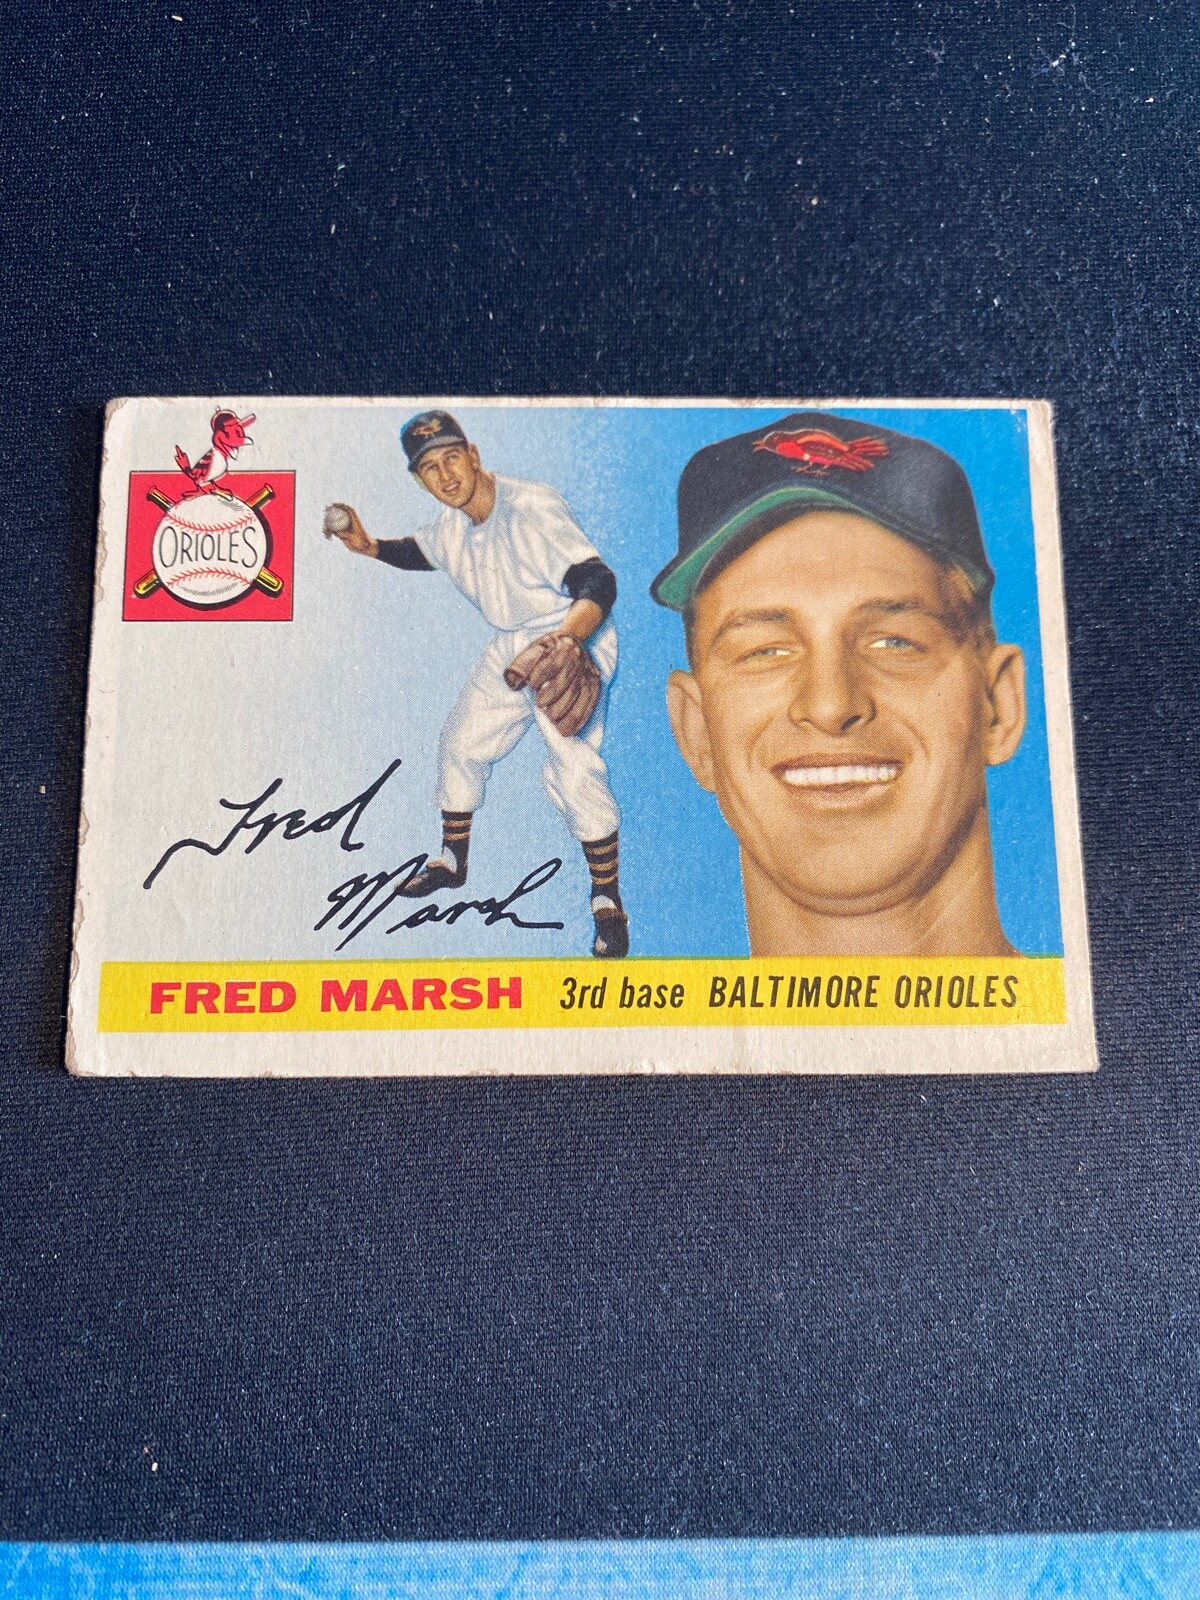 ORIOLES
Fred
Marsh
FRED MARSH 3rd base BALTIMORE ORIOLES